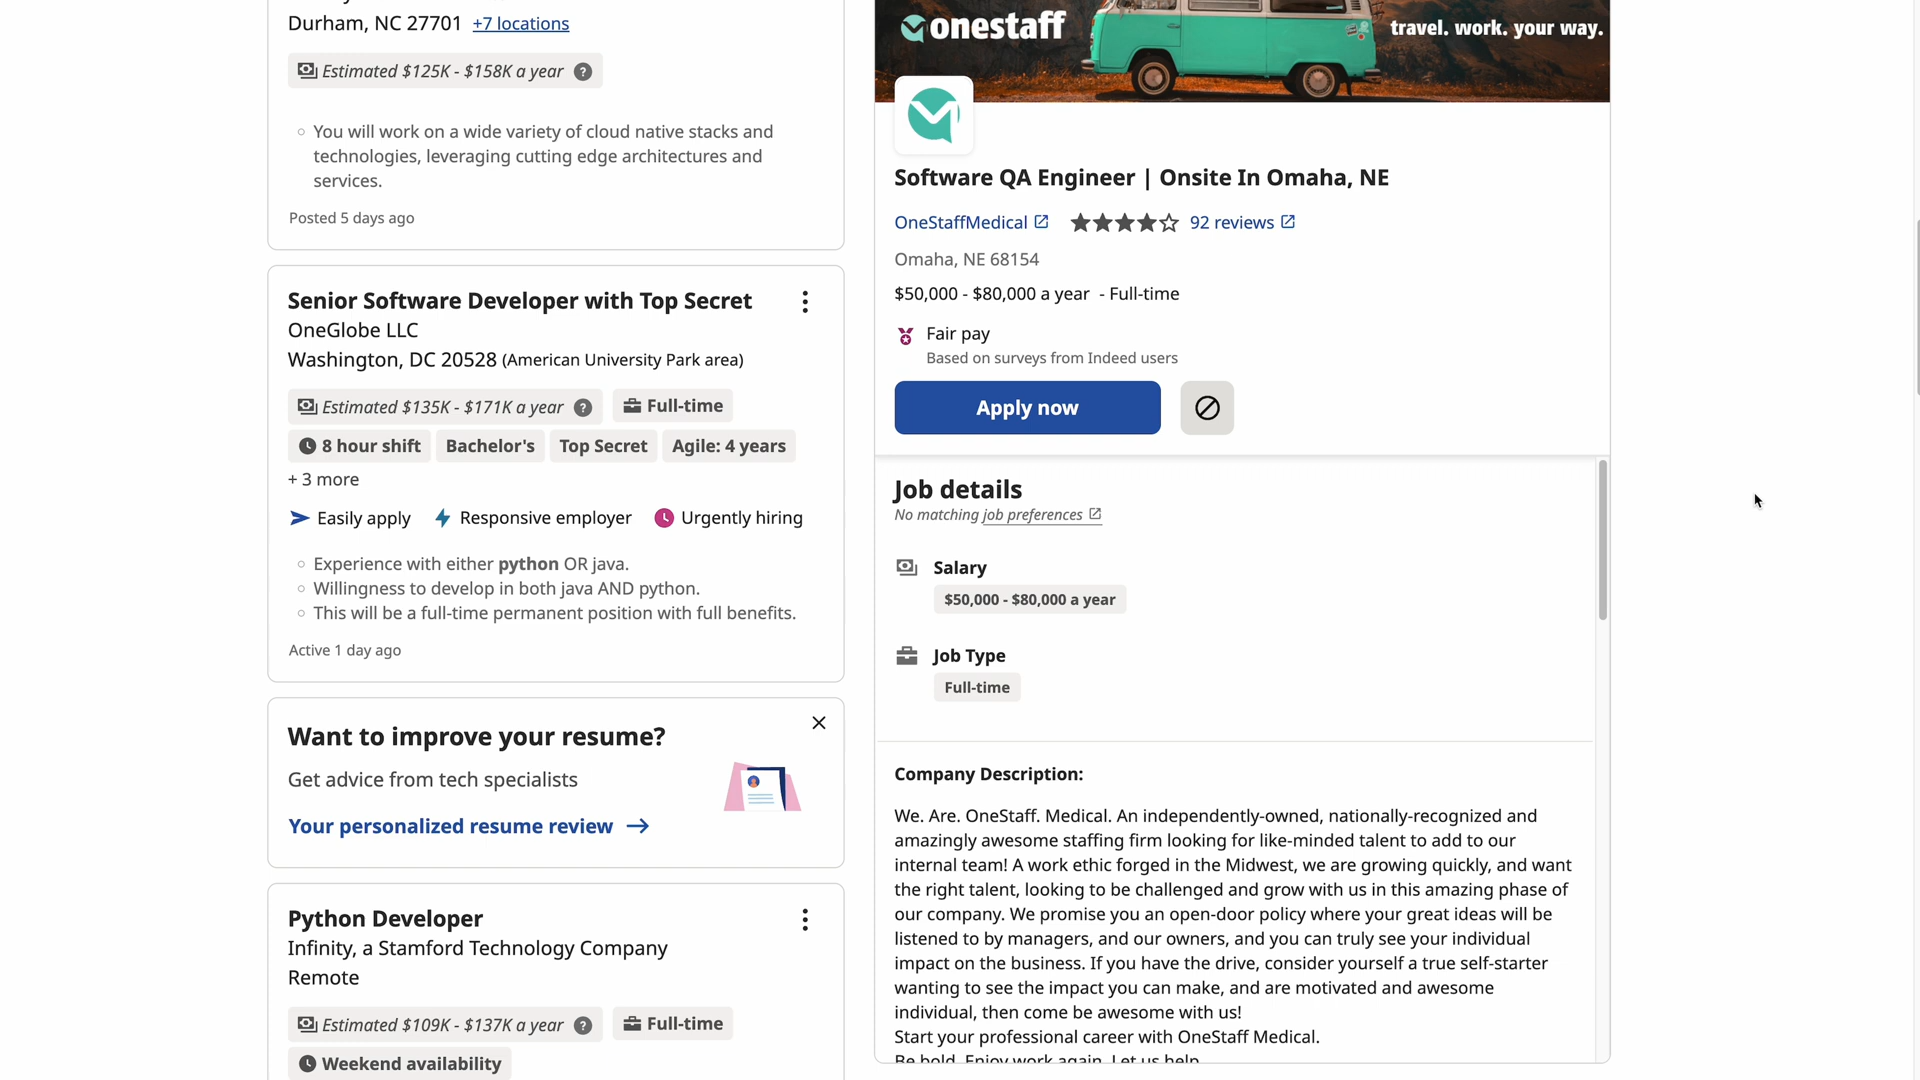 Durham, NC 27701 +7 locations
Estimated $125K - $158K a year ?
You will work on a wide variety of cloud native stacks and
technologies, leveraging cutting edge architectures and
services.
Posted 5 days ago
Senior Software Developer with Top Secret
OneGlobe LLC
Washington, DC 20528 (American University Park area)
Estimated $135K - $171K a year ? Full-time
8 hour shift Bachelor's Top Secret Agile: 4 years
+ 3 more
Easily apply Responsive employer Urgently hiring
Experience with either python OR java.
Willingness to develop in both java AND python.
This will be a full-time permanent position with full benefits.
Active 1 day ago
Want to improve your resume?
Get advice from tech specialists
Your personalized resume review
Python Developer
Infinity, a Stamford Technology Company
Remote
Estimated $109K - $137K a year ? Full-time
Weekend availability
onestaff
travel. work. your way.
Software QA Engineer | Onsite In Omaha, NE
OneStaffMedical 92 reviews
Omaha, NE 68154
$50,000 - $80,000 a year - Full-time
Fair pay
Based on surveys from Indeed users
Apply now
Job details
No matching job preferences
Salary
$50,000 - $80,000 a year
Job Type
Full-time
Company Description:
We. Are. OneStaff. Medical. An independently-owned, nationally-recognized and
amazingly awesome staffing firm looking for like-minded talent to add to our
internal team! A work ethic forged in the Midwest, we are growing quickly, and want
the right talent, looking to be challenged and grow with us in this amazing phase of
our company. We promise you an open-door policy where your great ideas will be
listened to by managers, and our owners, and you can truly see your individual
impact on the business. If you have the drive, consider yourself a true self-starter
wanting to see the impact you can make, and are motivated and awesome
individual, then come be awesome with us!
Start your professional career with OneStaff Medical.
Be bold. Enjoy work again. Let us help